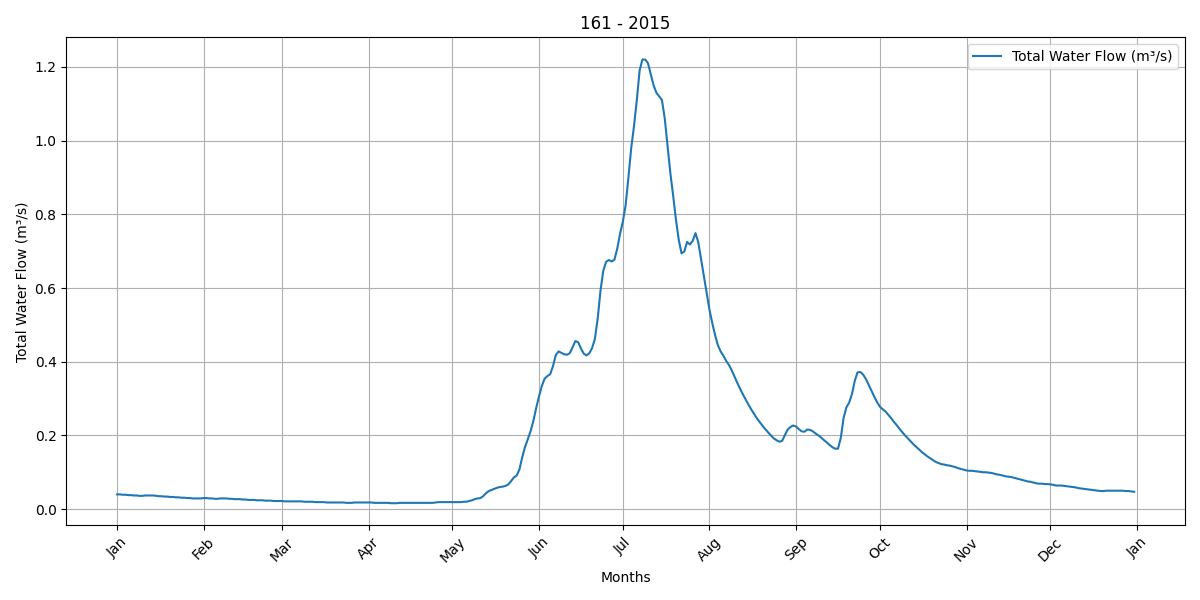 161 - 2015
Total Water Flow (m³/s)
Total Water Flow (m³/s)
1.2
1.0
0.8
0.6
0.4
0.2
0.0
Jan
Feb
Mar
Apr
May
Jun
Jul
Aug
Sep
Oct
Nov
Dec
Jan
Months